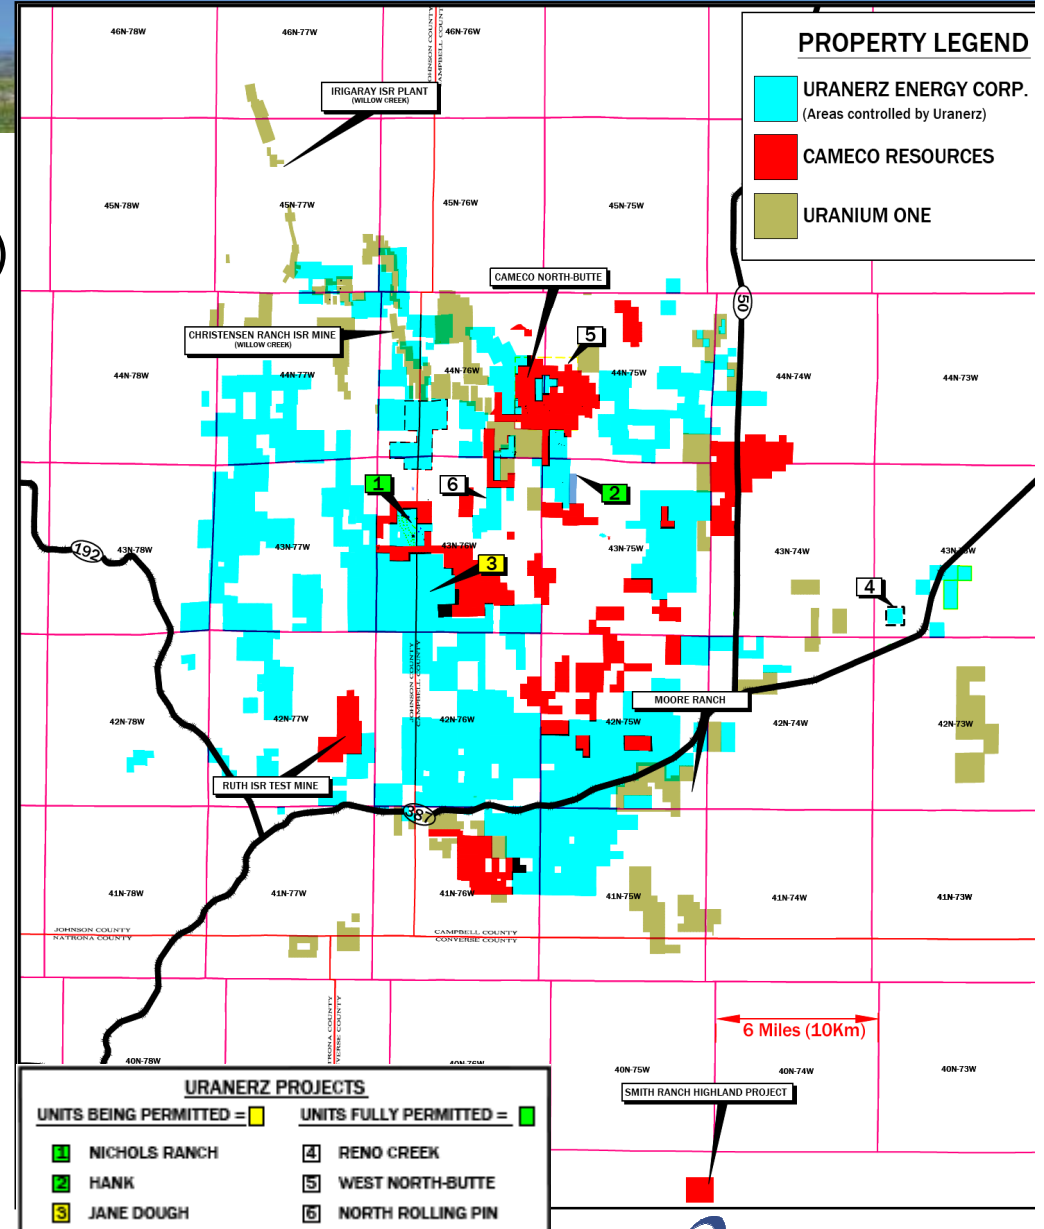 46N-78W
46N-77W
46N-76W
JOHNSON COUNTY
CAMPBELL COUNTY
PROPERTY LEGEND
URANERZ ENERGY CORP.
(Areas controlled by Uranerz)
CAMECO RESOURCES
URANIUM ONE
IRIGARAY ISR PLANT
(WILLOW CREEK)
45N-78W
45N-77W
45N-76W
45N-75W
CAMECO NORTH-BUTTE
50
CHRISTENSEN RANCH ISR MINE
(WILLOW CREEK)
5
44N-78W
44N-77W
44N-76W
44N-75W
44N-74W
44N-73W
1
6
2
192
43N-78W
43N-77W
43N-76W
43N-75W
43N-74W
3
4
JOHNSON COUNTY
CAMPBELL COUNTY
MOORE RANCH
42N-78W
42N-77W
42N-76W
42N-75W
42N-74W
42N-73W
RUTH ISR TEST MINE
387
41N-78W
41N-77W
41N-76W
41N-75W
41N-74W
41N-73W
JOHNSON COUNTY
NATRONA COUNTY
CAMPBELL COUNTY
CONVERSE COUNTY
6 Miles (10Km)
40N-78W
40N-76W
40N-75W
40N-74W
40N-73W
SMITH RANCH HIGHLAND PROJECT
URANERZ PROJECTS
UNITS BEING PERMITTED =
UNITS FULLY PERMITTED =
1 NICHOLS RANCH
4 RENO CREEK
2 HANK
5 WEST NORTH-BUTTE
3 JANE DOUGH
6 NORTH ROLLING PIN